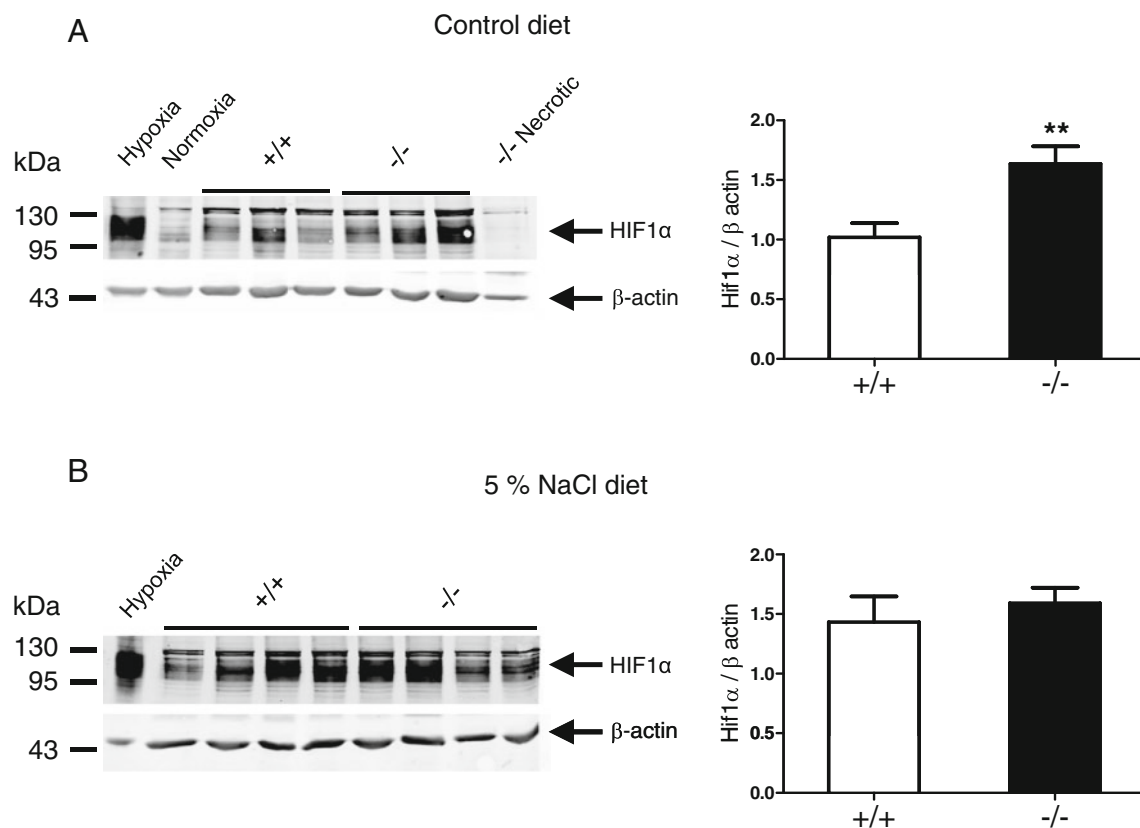 A
Control diet
Hypoxia
Normoxia
+/+
-/-
-/- Necrotic
kDa
130
95
43
HIF1α
β-actin
Hif1α / β actin
2.0
1.5
1.0
0.5
0.0
**
+/+
-/-
B
5 % NaCl diet
Hypoxia
+/+
-/-
kDa
130
95
43
HIF1α
β-actin
Hif1α / β actin
2.0
1.5
1.0
0.5
0.0
+/+
-/-